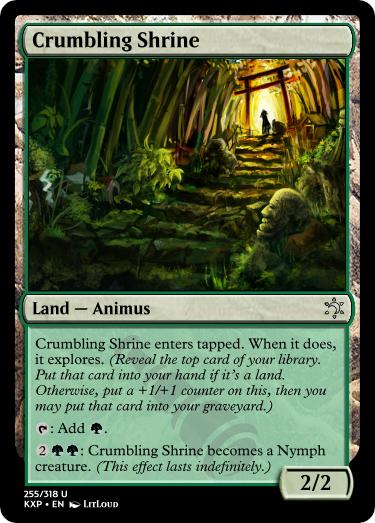 Crumbling Shrine
Land — Animus
Crumbling Shrine enters tapped. When it does,
it explores. (Reveal the top card of your library.
Put that card into your hand if it's a land.
Otherwise, put a +1/+1 counter on this, then you
may put that card into your graveyard.)
: Add .
2: Crumbling Shrine becomes a Nymph
creature. (This effect lasts indefinitely.)
2/2
255/318 U
KXP • EN LitLoud